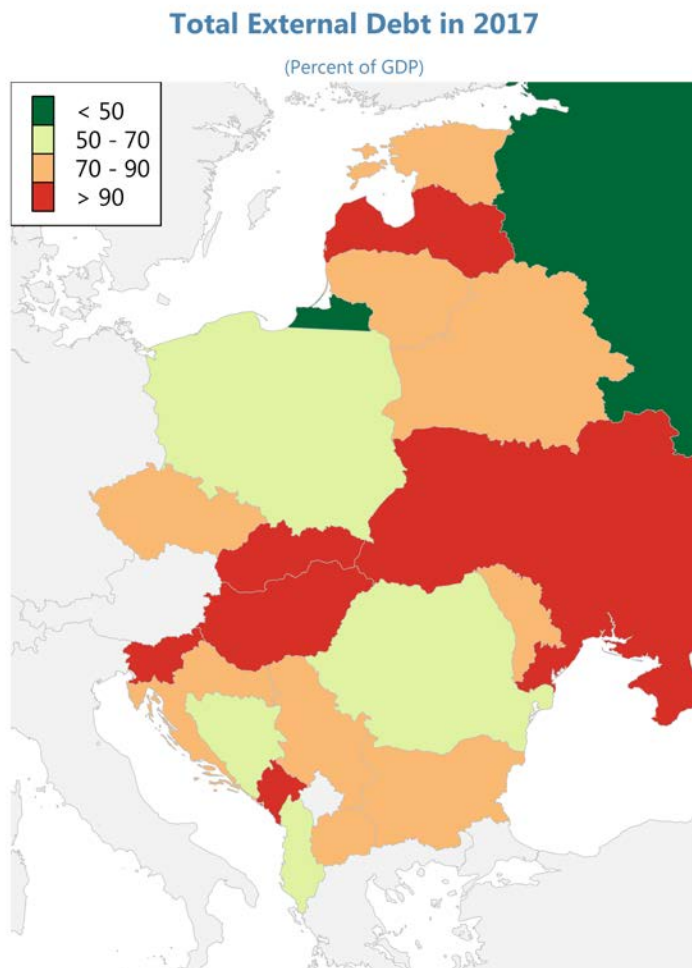 Total External Debt in 2017
(Percent of GDP)
< 50
50 - 70
70 - 90
> 90